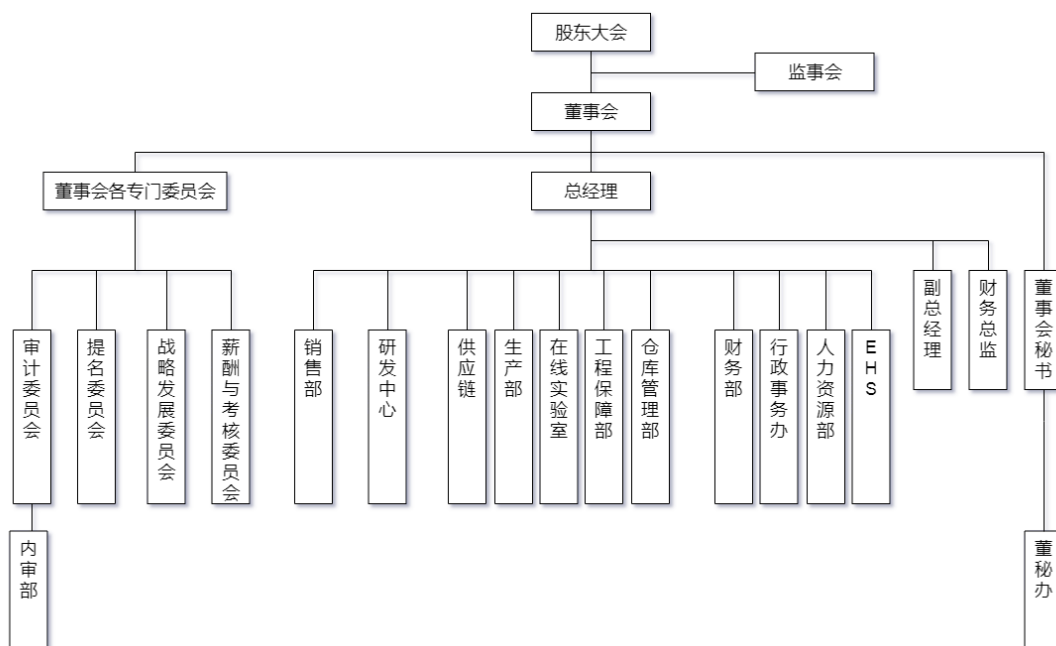 股东大会
监事会
董事会
董事会各专门委员会
总经理
副总经理
财务总监
董事会秘书
审计委员会
提名委员会
战略发展委员会
薪酬与考核委员会
销售部
研发中心
供应链
生产部
在线实验室
工程保障部
仓库管理部
财务部
行政事务办
人力资源部
EHS
内审部
董秘办